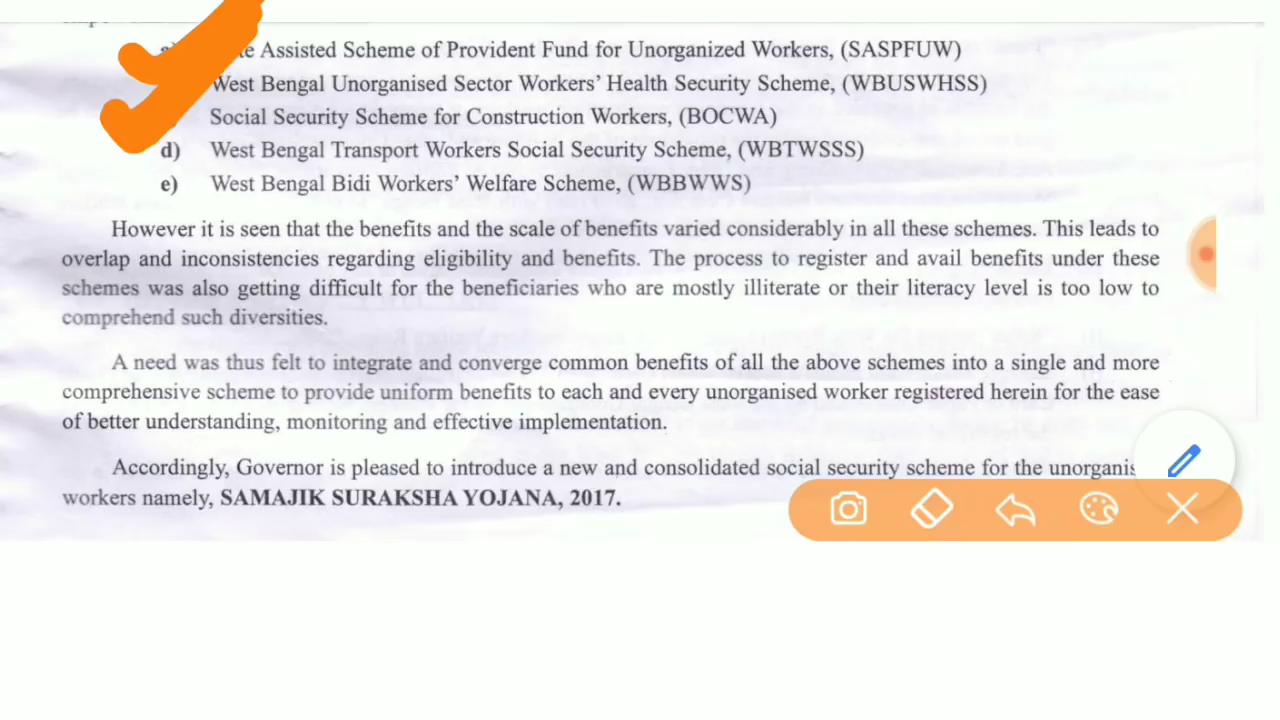 Assisted Scheme of Provident Fund for Unorganized Workers, (SASPFUW)
West Bengal Unorganised Sector Workers' Health Security Scheme, (WBUSWHSS)
Social Security Scheme for Construction Workers, (BOCWA)
d) West Bengal Transport Workers Social Security Scheme, (WBTWSSS)
e) West Bengal Bidi Workers' Welfare Scheme, (WBBWWS)
However it is seen that the benefits and the scale of benefits varied considerably in all these schemes. This leads to
overlap and inconsistencies regarding eligibility and benefits. The process to register and avail benefits under these
schemes was also getting difficult for the beneficiaries who are mostly illiterate or their literacy level is too low to
comprehend such diversities.
A need was thus felt to integrate and converge common benefits of all the above schemes into a single and more
comprehensive scheme to provide uniform benefits to each and every unorganised worker registered herein for the ease
of better understanding, monitoring and effective implementation.
Accordingly, Governor is pleased to introduce a new and consolidated social security scheme for the unorganis
workers namely, SAMAJIK SURAKSHA YOJANA, 2017.